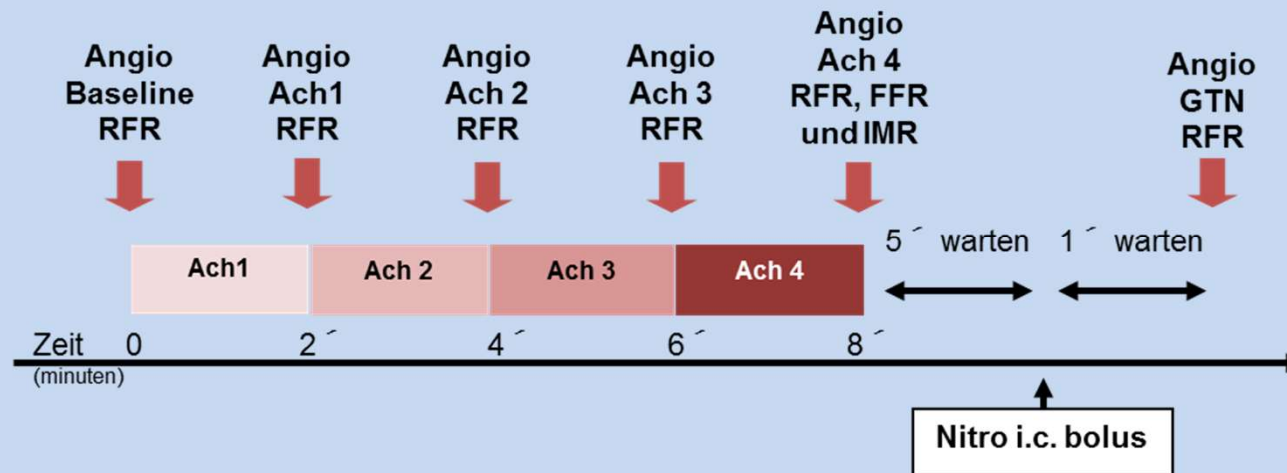 Angio
Baseline
RFR
Angio
Ach1
RFR
Angio
Ach 2
RFR
Angio
Ach 3
RFR
Angio
Ach 4
RFR, FFR
und IMR
Angio
GTN
RFR
Ach1
Ach 2
Ach 3
Ach 4
5 ´ warten
1 ´ warten
Zeit 0 2 ´ 4 ´ 6 ´ 8 ´
(minuten)
Nitro i.c. bolus